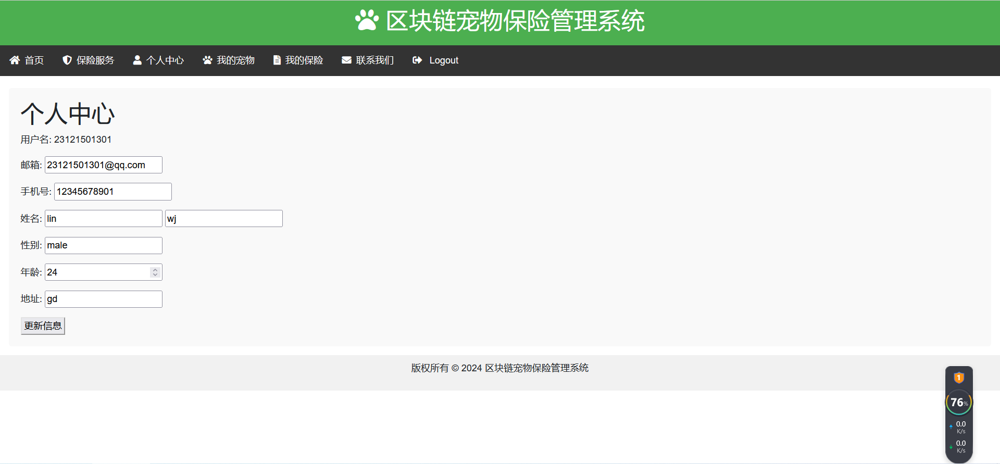 区块链宠物保险管理系统
首页 保险服务 个人中心 我的宠物 我的保险 联系我们 Logout
个人中心
用户名: 23121501301
邮箱: 23121501301@qq.com
手机号: 12345678901
姓名: lin wj
性别: male
年龄: 24
地址: gd
更新信息
版权所有 © 2024 区块链宠物保险管理系统
1
76%
0.0
K/s
0.0
K/s